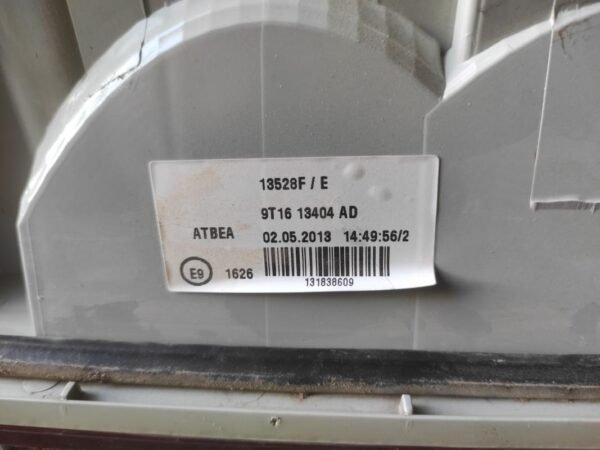 13528F / E
9T16 13404 AD
ATBEA 02.05.2013 14:49:56/2
E9 1626
131838609